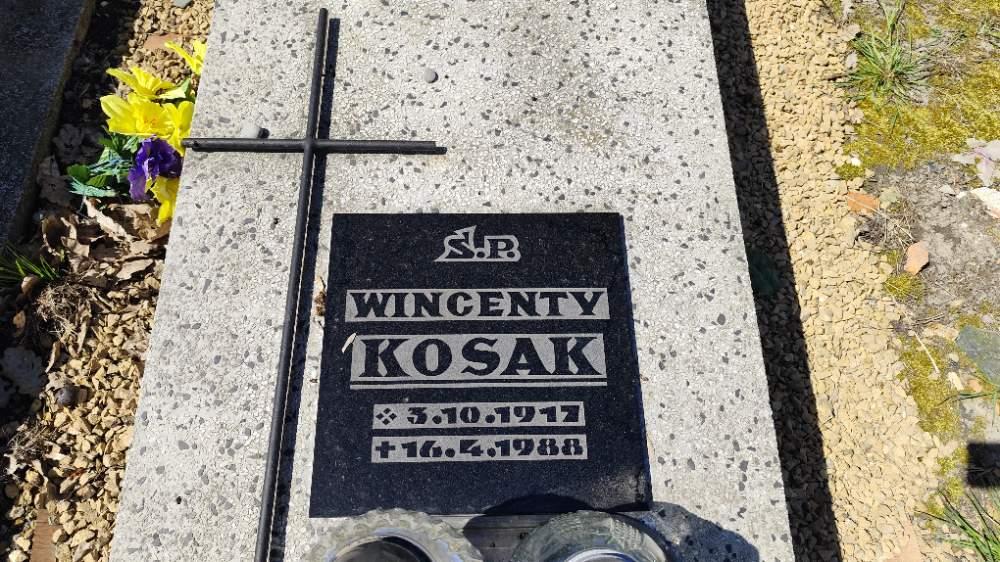 Ś.P.
WINCENTY
KOSAK
❖ 3.10.1917
✝ 16.4.1988